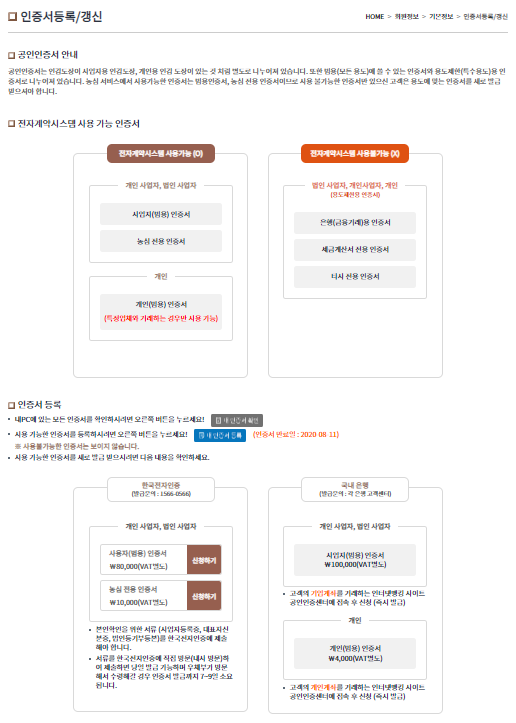 인증서등록/갱신
HOME > 회원정보 > 기본정보 > 인증서등록/갱신
공인인증서 안내
공인인증서는 인감도장이 사업자용 인감도장, 개인용 인감 도장이 있는 것 처럼 별도로 나누어져 있습니다. 또한 범용(모든 용도)에 쓸 수 있는 인증서와 용도제한(특수용도)용 인
증서로 나누어져 있습니다. 농심 서비스에서 사용가능한 인증서는 범용인증서, 농심 전용 인증서이므로 사용 불가능한 인증서만 있으신 고객은 용도에 맞는 인증서를 새로 발급
받으셔야 합니다.
전자계약시스템 사용 가능 인증서
전자계약시스템 사용가능 (O)
개인 사업자, 법인 사업자
사업자(범용) 인증서
농심 전용 인증서
개인
개인(범용) 인증서
(특정업체와 거래하는 경우만 사용 가능)
전자계약시스템 사용불가능 (X)
법인 사업자, 개인사업자, 개인
(용도제한용 인증서)
은행(금융거래)용 인증서
세금계산서 전용 인증서
타사 전용 인증서
인증서 등록
내PC에 있는 모든 인증서를 확인하시려면 오른쪽 버튼을 누르세요! 내 인증서 확인
사용 가능한 인증서를 등록하시려면 오른쪽 버튼을 누르세요! 내 인증서 등록 (인증서 만료일 : 2020-08-11)
※ 사용불가능한 인증서는 보이지 않습니다.
사용 가능한 인증서를 새로 발급 받으시려면 다음 내용을 확인하세요.
한국전자인증
(발급문의 : 1566-0566)
개인 사업자, 법인 사업자
사용자(범용) 인증서
₩80,000(VAT별도)
신청하기
농심 전용 인증서
₩10,000(VAT별도)
신청하기
본인확인을 위한 서류 (사업자등록증, 대표자신
분증, 법인등기부등본)를 한국전자인증에 제출
해야 합니다.
서류를 한국전자인증에 직접 방문(내사 방문)하
여 제출하면 당일 발급 가능하며 우체부가 방문
해서 수령해갈 경우 인증서 발급까지 7~9일 소요
됩니다.
국내 은행
(발급문의 : 각 은행 고객센터)
개인 사업자, 법인 사업자
사업자(범용) 인증서
₩100,000(VAT별도)
고객의 기업계좌를 거래하는 인터넷뱅킹 사이트
공인인증센터에 접속 후 신청 (즉시 발급)
개인
개인(범용) 인증서
₩4,000(VAT별도)
고객의 개인계좌를 거래하는 인터넷뱅킹 사이트
공인인증센터에 접속 후 신청 (즉시 발급)